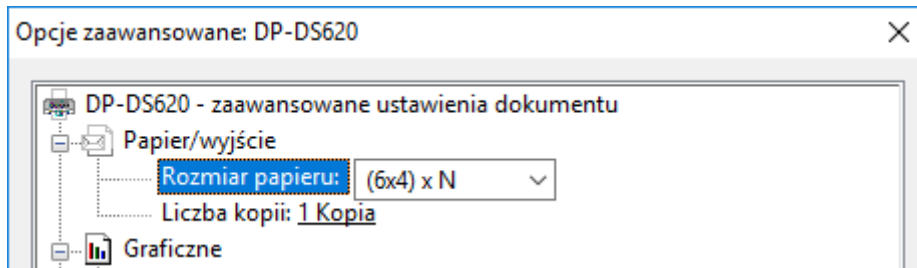 Opcje zaawansowane: DP-DS620
DP-DS620 - zaawansowane ustawienia dokumentu
Papier/wyjście
Rozmiar papieru: (6x4) x N
Liczba kopii: 1 Kopia
Graficzne